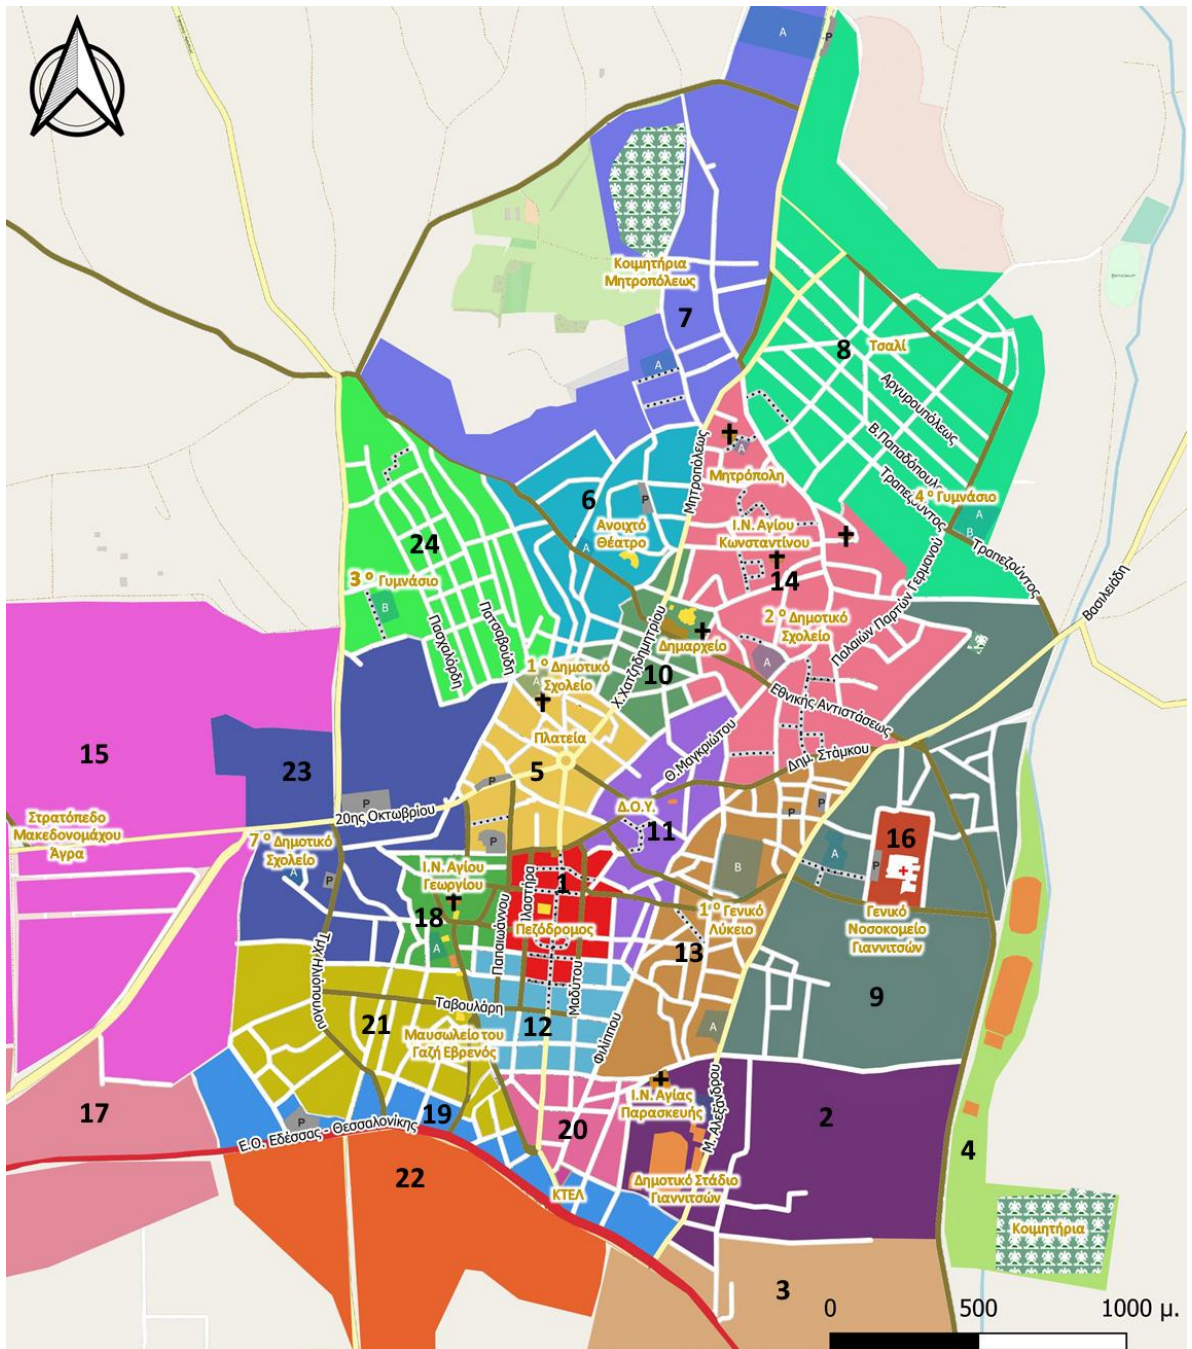 A
P
Κοιμητήρια
Μητροπόλεως
7
A
8
Τσαλί
Αργυρουπόλεως
Β.Παπαδόπουλ
Τραπεζούντος
4 ο Γυμνάσιο
A
B
Τραπεζούντος
Βασιλειάδη
Μητροπόλεως
A
Μητρόπολη
6
P
Ανοιχτό
Θέατρο
A
Ι.Ν. Αγίου
Κωνσταντίνου
14
24
3 ο Γυμνάσιο
B
Πασχαλόρδη
Πατσαβούδη
Παλαιών Πατρών Γερμανού
2 ο Δημοτικό
Σχολείο
A
Δημαρχείο
Χ.Χατζηδημητρίου
10
1 ο Δημοτικό
Σχολείο
A
Εθνικής Αντιστάσεως
Πλατεία
Θ.Μαγκριώτου
Δημ. Στάμκου
15
23
5
P
P
20ης Οκτωβρίου
Δ.Ο.Υ.
11
P
P
Στρατόπεδο
Μακεδονομάχου
Άγρα
7 ο Δημοτικό
Σχολείο
A
P
P
16
P
A
B
Ι.Ν. Αγίου
Γεωργίου
18
A
Παπαϊωάννου
Ιλαστήρα
1
Πεζόδρομος
1 ο Γενικό
Λύκειο
13
Γενικό
Νοσοκομείο
Γιαννιτσών
9
Μαδύτου
Ταβουλάρη
12
Φιλίππου
A
21
Μαυσωλείο του
Γαζή Εβρενός
17
19
P
Ε.Ο. Εδέσσας - Θεσσαλονίκης
20
Ι.Ν. Αγίας
Παρασκευής
Μ. Αλεξάνδρου
2
4
22
ΚΤΕΛ
Δημοτικό Στάδιο
Γιαννιτσών
Κοιμητήρια
3
0 500 1000 μ.